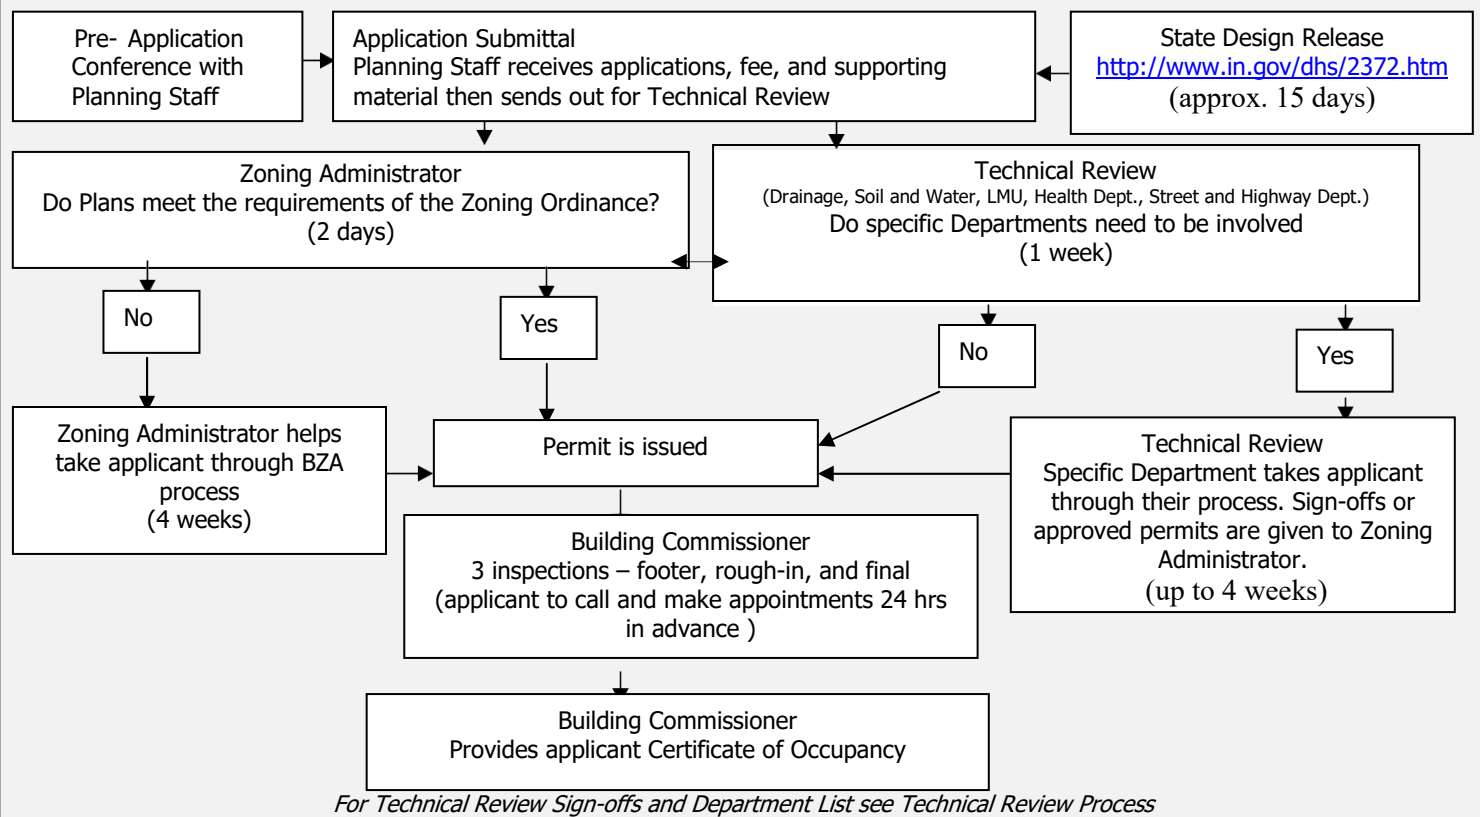 Pre- Application
Conference with
Planning Staff
Application Submittal
Planning Staff receives applications, fee, and supporting
material then sends out for Technical Review
State Design Release
http://www.in.gov/dhs/2372.htm
(approx. 15 days)
Zoning Administrator
Do Plans meet the requirements of the Zoning Ordinance?
(2 days)
Technical Review
(Drainage, Soil and Water, LMU, Health Dept., Street and Highway Dept.)
Do specific Departments need to be involved
(1 week)
No
Yes
No
Yes
Zoning Administrator helps
take applicant through BZA
process
(4 weeks)
Permit is issued
Technical Review
Specific Department takes applicant
through their process. Sign-offs or
approved permits are given to Zoning
Administrator.
(up to 4 weeks)
Building Commissioner
3 inspections – footer, rough-in, and final
(applicant to call and make appointments 24 hrs
in advance )
Building Commissioner
Provides applicant Certificate of Occupancy
For Technical Review Sign-offs and Department List see Technical Review Process